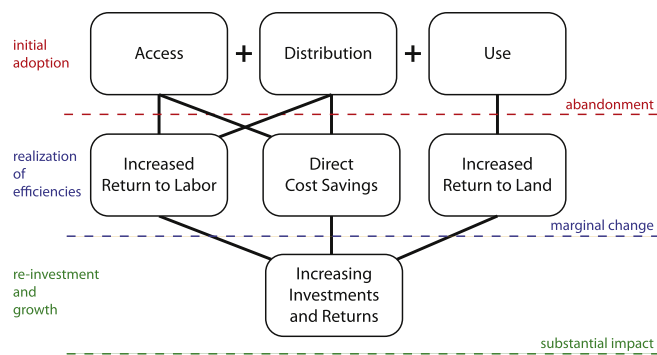 initial
adoption
Access
+
Distribution
+
Use
abandonment
realization
of
efficiencies
Increased
Return to Labor
Direct
Cost Savings
Increased
Return to Land
marginal change
re-investment
and
growth
Increasing
Investments
and Returns
substantial impact